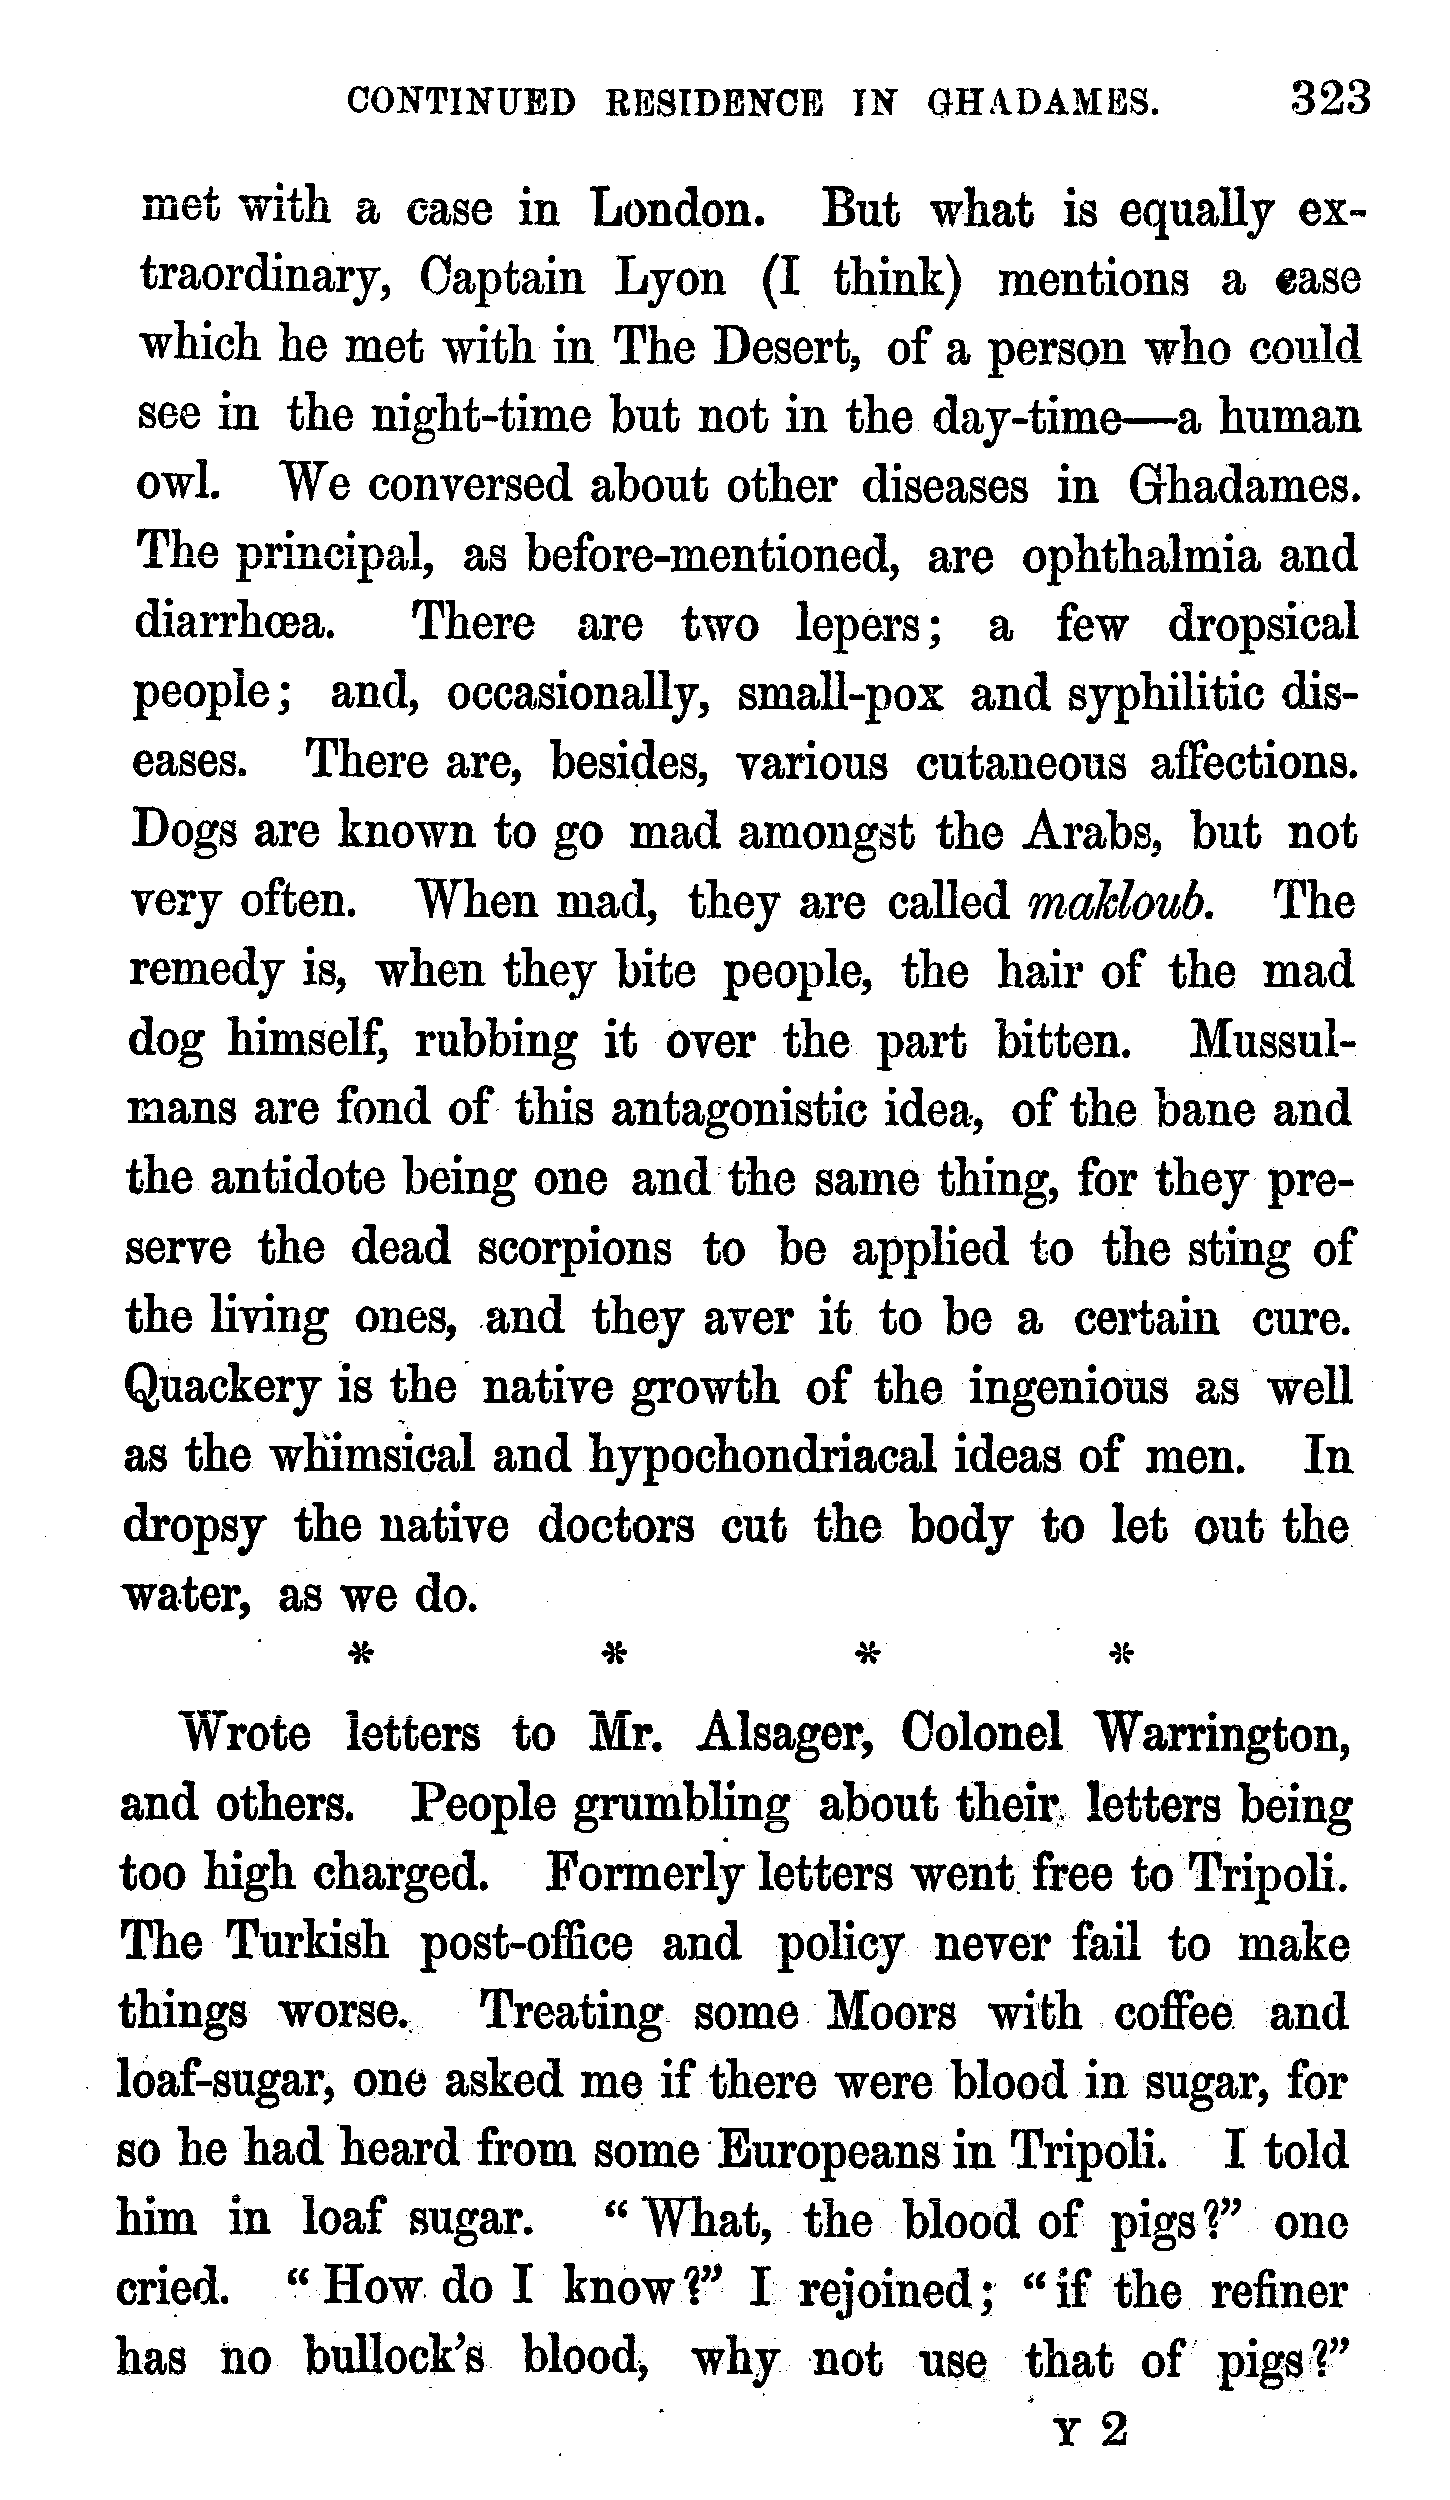 CONTINUED RESIDENCE IN GHADAMES. 323
met with a case in London. But what is equally ex-
traordinary, Captain Lyon (I think) mentions a case
which he met with in The Desert, of a person who could
see in the night-time but not in the day-time—a human
owl. We conversed about other diseases in Ghadames.
The principal, as before-mentioned, are ophthalmia and
diarrhœa. There are two lepers; a few dropsical
people; and, occasionally, small-pox and syphilitic dis-
eases. There are, besides, various cutaneous affections.
Dogs are known to go mad amongst the Arabs, but not
very often. When mad, they are called makloub. The
remedy is, when they bite people, the hair of the mad
dog himself, rubbing it over the part bitten. Mussul-
mans are fond of this antagonistic idea, of the bane and
the antidote being one and the same thing, for they pre-
serve the dead scorpions to be applied to the sting of
the living ones, and they aver it to be a certain cure.
Quackery is the native growth of the ingenious as well
as the whimsical and hypochondriacal ideas of men. In
dropsy the native doctors cut the body to let out the
water, as we do.
* * * *
Wrote letters to Mr. Alsager, Colonel Warrington,
and others. People grumbling about their letters being
too high charged. Formerly letters went free to Tripoli.
The Turkish post-office and policy never fail to make
things worse. Treating some Moors with coffee and
loaf-sugar, one asked me if there were blood in sugar, for
so he had heard from some Europeans in Tripoli. I told
him in loaf sugar. “What, the blood of pigs?” one
cried. “How do I know?” I rejoined; “if the refiner
has no bullock’s blood, why not use that of pigs?”
Y 2